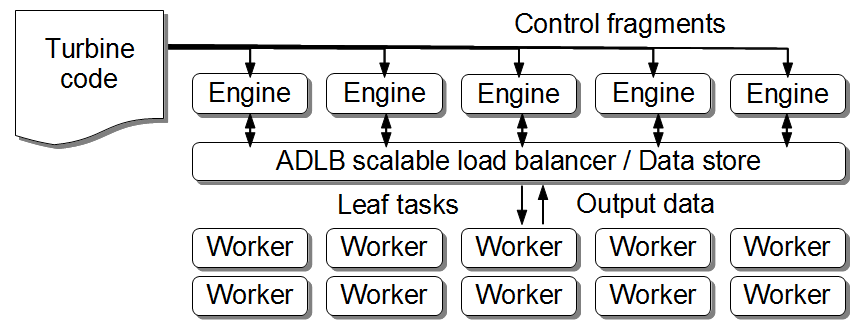 Turbine
code
Control fragments
Engine
Engine
Engine
Engine
Engine
ADLB scalable load balancer / Data store
Leaf tasks
Output data
Worker
Worker
Worker
Worker
Worker
Worker
Worker
Worker
Worker
Worker